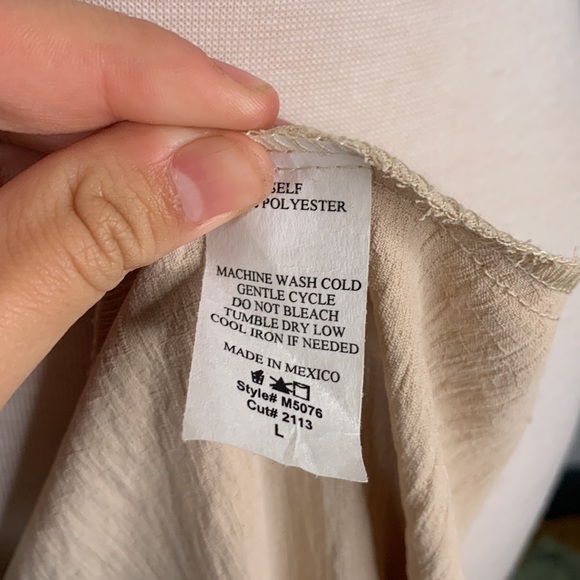 SELF
POLYESTER
MACHINE WASH COLD
GENTLE CYCLE
DO NOT BLEACH
TUMBLE DRY LOW
COOL IRON IF NEEDED
MADE IN MEXICO
Style# M5076
Cut# 2113
L